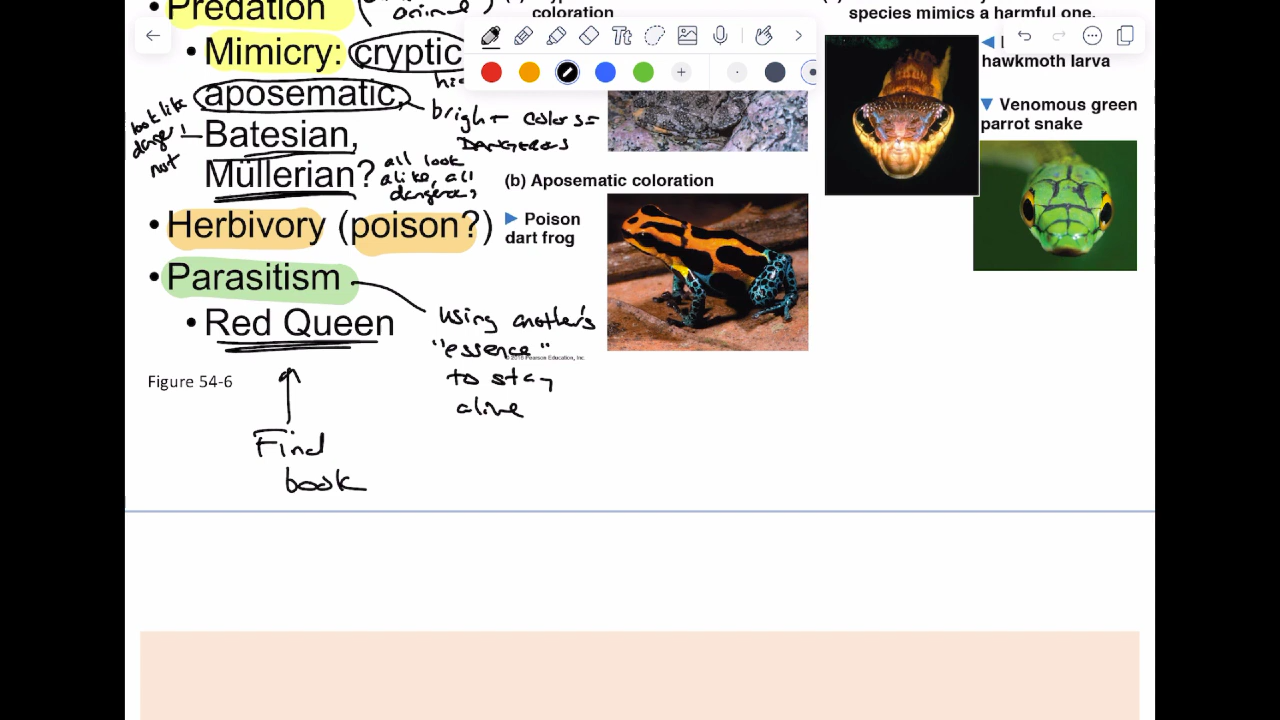 • Predation
coloration
species mimics a harmful one.
• Mimicry: cryptic
hawkmoth larva
aposematic,
bright colors=
DANGEROS
Venomous green
parrot snake
look like
danger!
not
Batesian,
Müllerian?
all look
alike, all
dangerous
(b) Aposematic coloration
• Herbivory (poison?)
Poison
dart frog
• Parasitism
• Red Queen
Using another's
"essence"
to stay
alive
© 2016 Pearson Education, Inc.
Figure 54-6
Find
book
Tt